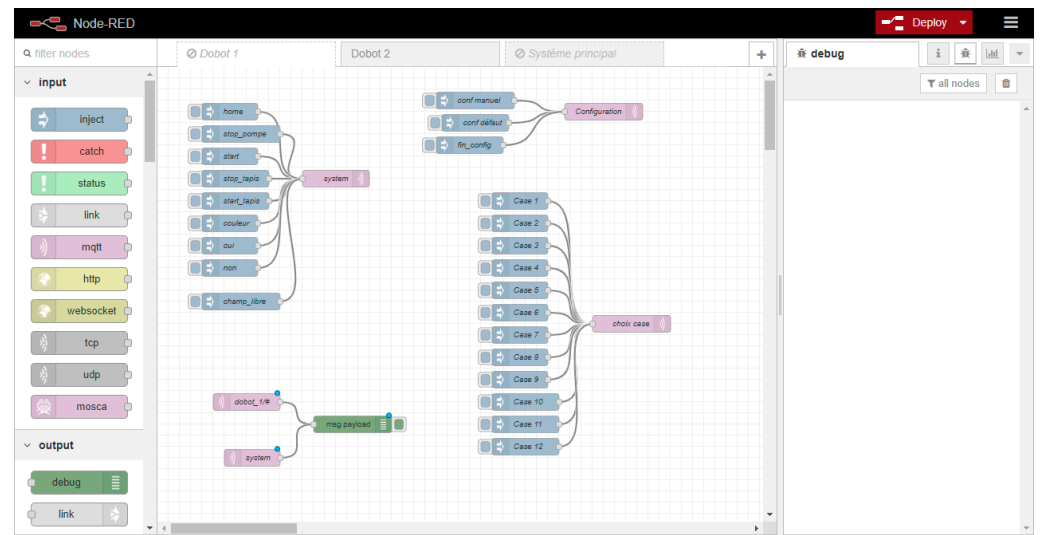 Node-RED
Deploy
filter nodes
Dobot 1
Dobot 2
Système principal
+
debug
i
all nodes
input
inject
catch
status
link
mqtt
http
websocket
tcp
udp
mosca
output
debug
link
home
stop_pompe
start
stop_tapis
start_tapis
couleur
oui
non
champ_libre
system
conf manuel
conf défaut
fin_config
Configuration
Case 1
Case 2
Case 3
Case 4
Case 5
Case 6
Case 7
Case 8
Case 9
Case 10
Case 11
Case 12
choix case
dobot_1/#
system
msg.payload